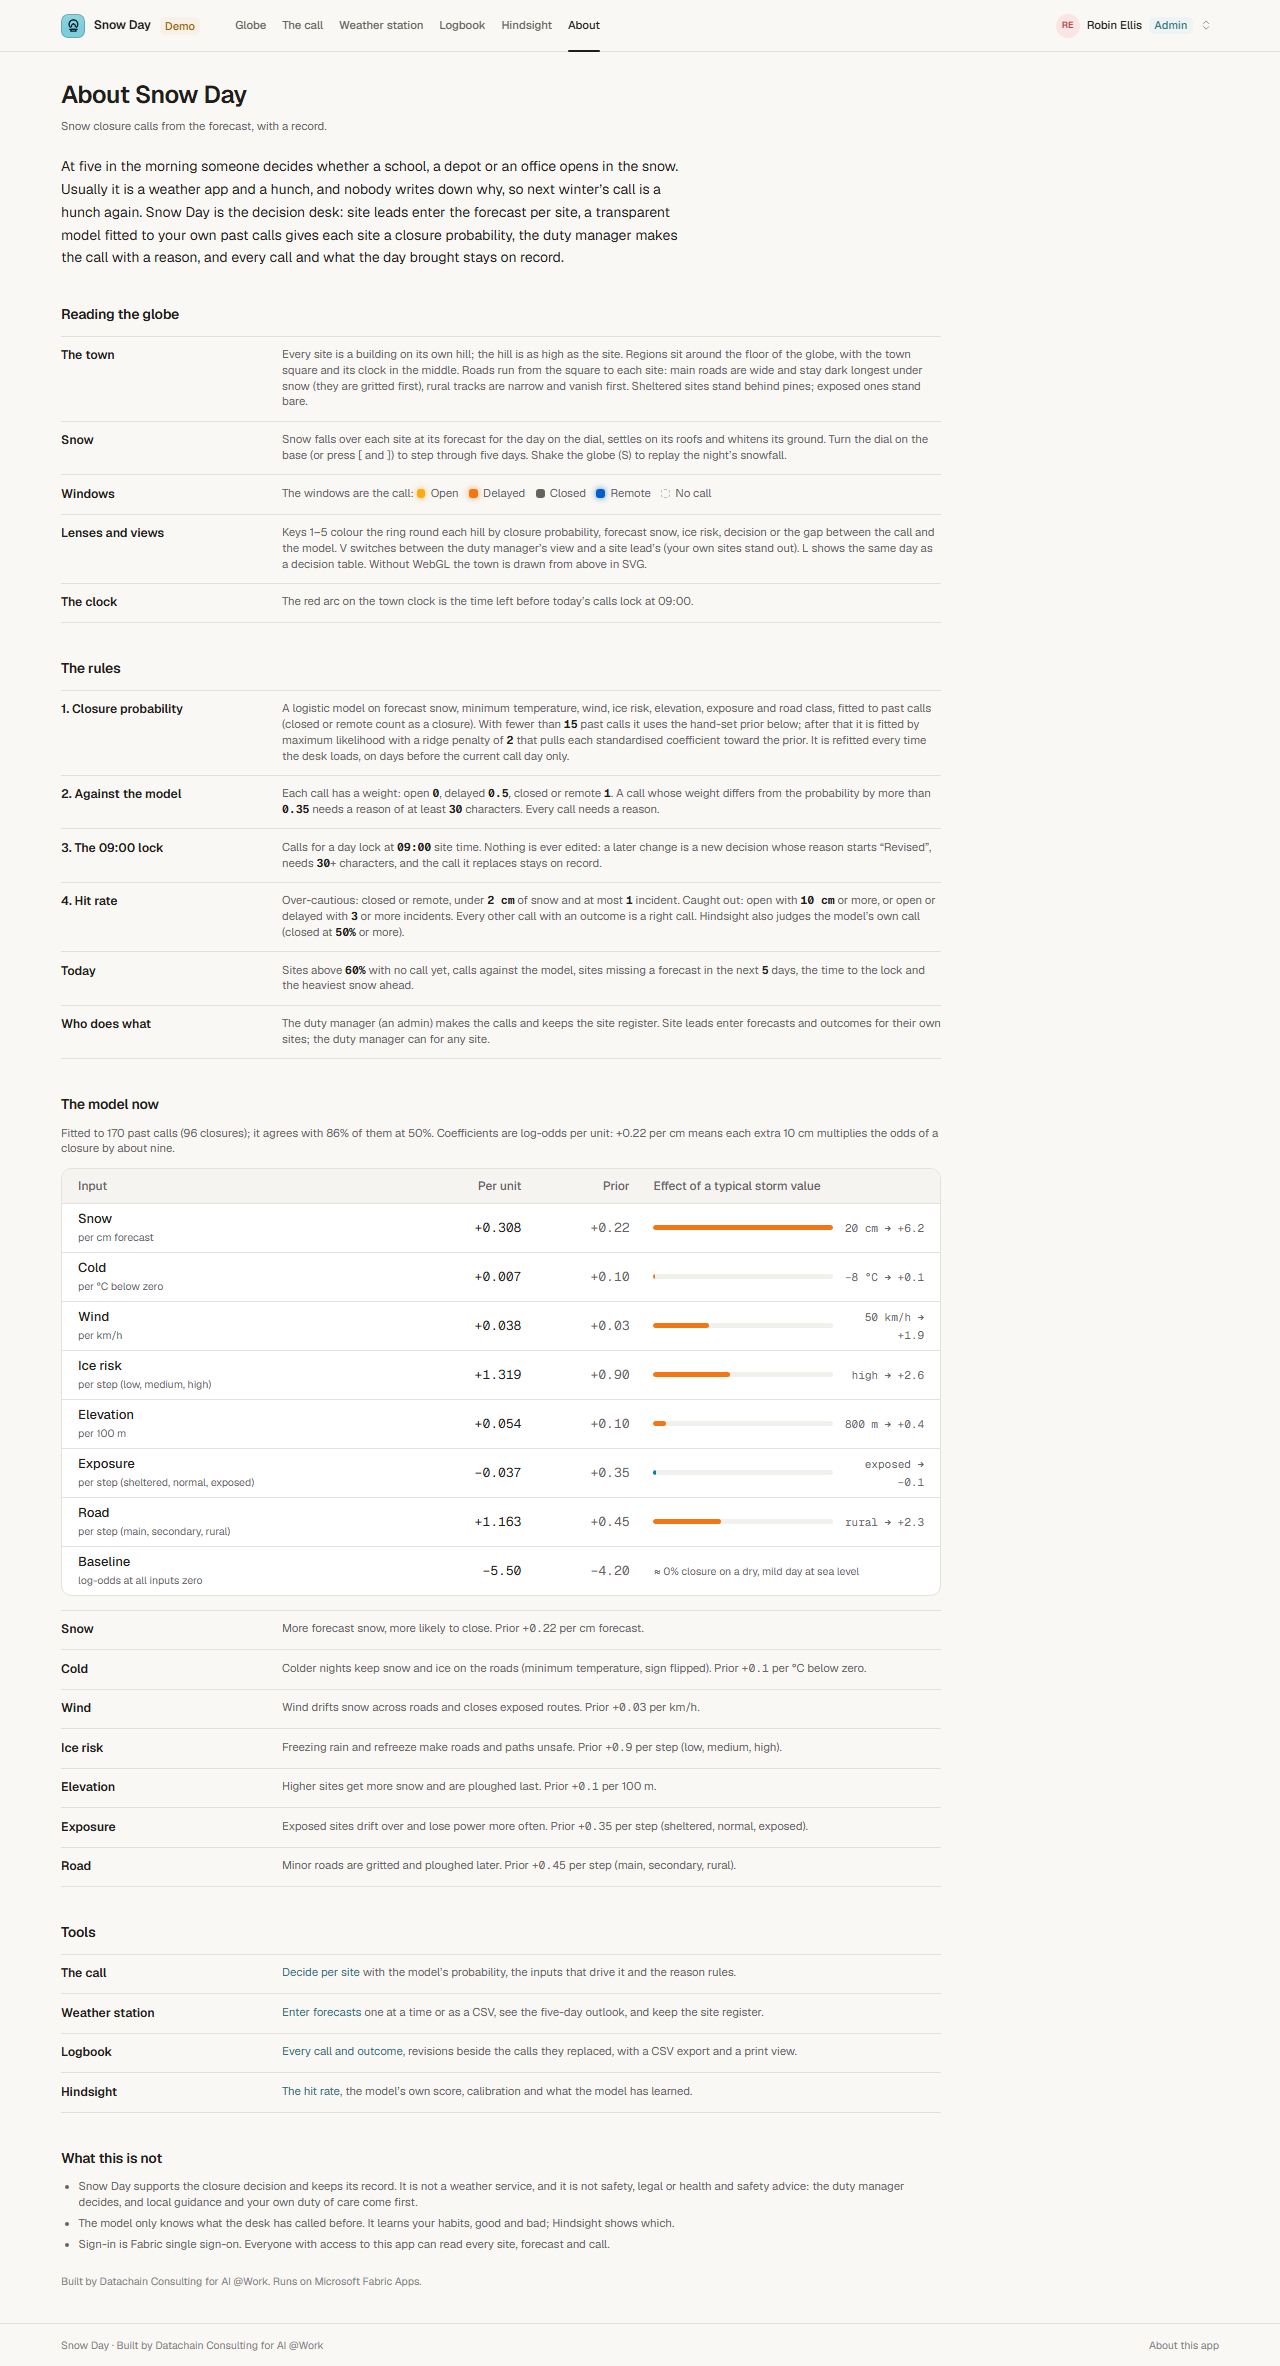 Snow Day Demo Globe The call Weather station Logbook Hindsight About RE Robin Ellis Admin
About Snow Day
Snow closure calls from the forecast, with a record.
At five in the morning someone decides whether a school, a depot or an office opens in the snow.
Usually it is a weather app and a hunch, and nobody writes down why, so next winter's call is a
hunch again. Snow Day is the decision desk: site leads enter the forecast per site, a transparent
model fitted to your own past calls gives each site a closure probability, the duty manager makes
the call with a reason, and every call and what the day brought stays on record.
Reading the globe
The town
Every site is a building on its own hill; the hill is as high as the site. Regions sit around the floor of the globe, with the town
square and its clock in the middle. Roads run from the square to each site: main roads are wide and stay dark longest under
snow (they are gritted first), rural tracks are narrow and vanish first. Sheltered sites stand behind pines; exposed ones stand
bare.
Snow
Snow falls over each site at its forecast for the day on the dial, settles on its roofs and whitens its ground. Turn the dial on the
base (or press [ and ]) to step through five days. Shake the globe (S) to replay the night's snowfall.
Windows
The windows are the call: Open Delayed Closed Remote No call
Lenses and views
Keys 1–5 colour the ring round each hill by closure probability, forecast snow, ice risk, decision or the gap between the call and
the model. V switches between the duty manager's view and a site lead's (your own sites stand out). L shows the same day as
a decision table. Without WebGL the town is drawn from above in SVG.
The clock
The red arc on the town clock is the time left before today's calls lock at 09:00.
The rules
1. Closure probability
A logistic model on forecast snow, minimum temperature, wind, ice risk, elevation, exposure and road class, fitted to past calls
(closed or remote count as a closure). With fewer than 15 past calls it uses the hand-set prior below; after that it is fitted by
maximum likelihood with a ridge penalty of 2 that pulls each standardised coefficient toward the prior. It is refitted every time
the desk loads, on days before the current call day only.
2. Against the model
Each call has a weight: open 0, delayed 0.5, closed or remote 1. A call whose weight differs from the probability by more than
0.35 needs a reason of at least 30 characters. Every call needs a reason.
3. The 09:00 lock
Calls for a day lock at 09:00 site time. Nothing is ever edited: a later change is a new decision whose reason starts “Revised”,
needs 30+ characters, and the call it replaces stays on record.
4. Hit rate
Over-cautious: closed or remote, under 2 cm of snow and at most 1 incident. Caught out: open with 10 cm or more, or open or
delayed with 3 or more incidents. Every other call with an outcome is a right call. Hindsight also judges the model's own call
(closed at 50% or more).
Today
Sites above 60% with no call yet, calls against the model, sites missing a forecast in the next 5 days, the time to the lock and
the heaviest snow ahead.
Who does what
The duty manager (an admin) makes the calls and keeps the site register. Site leads enter forecasts and outcomes for their own
sites; the duty manager can for any site.
The model now
Fitted to 170 past calls (96 closures); it agrees with 86% of them at 50%. Coefficients are log-odds per unit: +0.22 per cm means each extra 10 cm multiplies the odds of a
closure by about nine.
Input Per unit Prior Effect of a typical storm value
Snow
per cm forecast
+0.308 +0.22 20 cm → +6.2
Cold
per °C below zero
+0.007 +0.10 −8 °C → +0.1
Wind
per km/h
+0.038 +0.03 50 km/h →
+1.9
Ice risk
per step (low, medium, high)
+1.319 +0.90 high → +2.6
Elevation
per 100 m
+0.054 +0.10 800 m → +0.4
Exposure
per step (sheltered, normal, exposed)
−0.037 +0.35 exposed →
−0.1
Road
per step (main, secondary, rural)
+1.163 +0.45 rural → +2.3
Baseline
log-odds at all inputs zero
−5.50 −4.20 ≈ 0% closure on a dry, mild day at sea level
Snow
More forecast snow, more likely to close. Prior +0.22 per cm forecast.
Cold
Colder nights keep snow and ice on the roads (minimum temperature, sign flipped). Prior +0.1 per °C below zero.
Wind
Wind drifts snow across roads and closes exposed routes. Prior +0.03 per km/h.
Ice risk
Freezing rain and refreeze make roads and paths unsafe. Prior +0.9 per step (low, medium, high).
Elevation
Higher sites get more snow and are ploughed last. Prior +0.1 per 100 m.
Exposure
Exposed sites drift over and lose power more often. Prior +0.35 per step (sheltered, normal, exposed).
Road
Minor roads are gritted and ploughed later. Prior +0.45 per step (main, secondary, rural).
Tools
The call
Decide per site with the model's probability, the inputs that drive it and the reason rules.
Weather station
Enter forecasts one at a time or as a CSV, see the five-day outlook, and keep the site register.
Logbook
Every call and outcome, revisions beside the calls they replaced, with a CSV export and a print view.
Hindsight
The hit rate, the model's own score, calibration and what the model has learned.
What this is not
• Snow Day supports the closure decision and keeps its record. It is not a weather service, and it is not safety, legal or health and safety advice: the duty manager
decides, and local guidance and your own duty of care come first.
• The model only knows what the desk has called before. It learns your habits, good and bad; Hindsight shows which.
• Sign-in is Fabric single sign-on. Everyone with access to this app can read every site, forecast and call.
Built by Datachain Consulting for AI @Work. Runs on Microsoft Fabric Apps.
Snow Day · Built by Datachain Consulting for AI @Work About this app